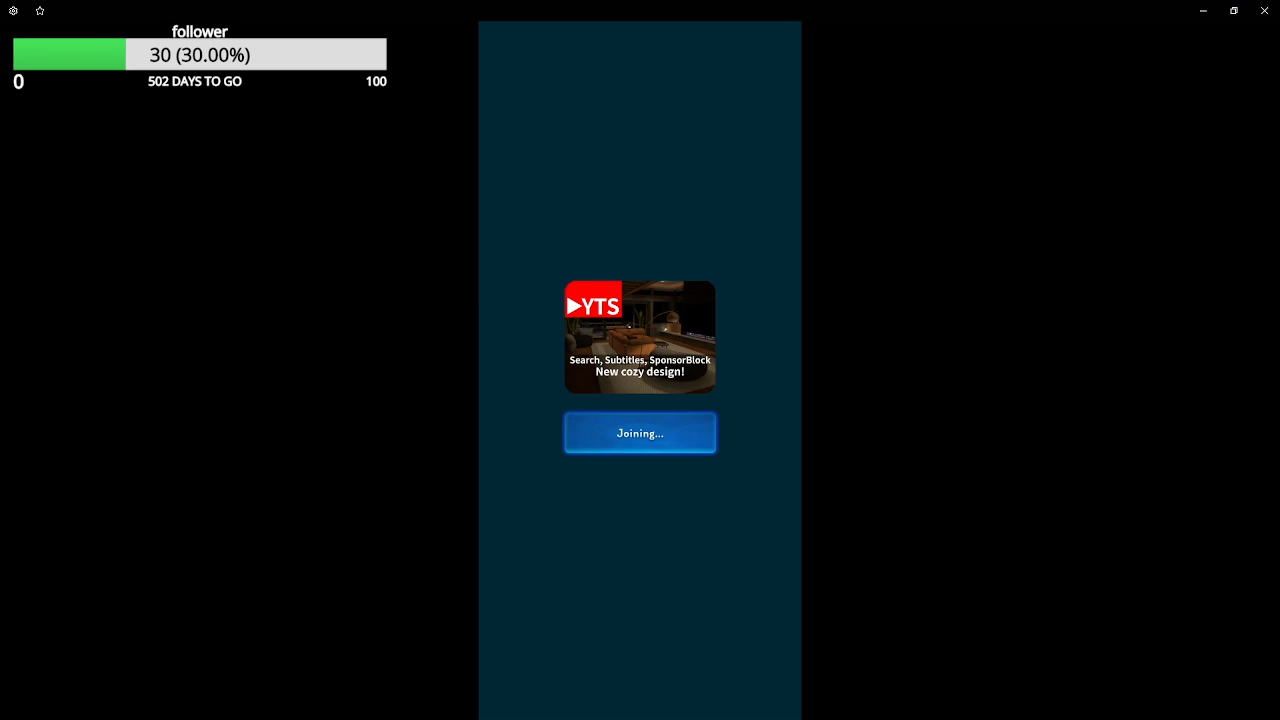 follower
30 (30.00%)
0
502 DAYS TO GO
100
YTS
Search, Subtitles, SponsorBlock
New cozy design!
Joining...